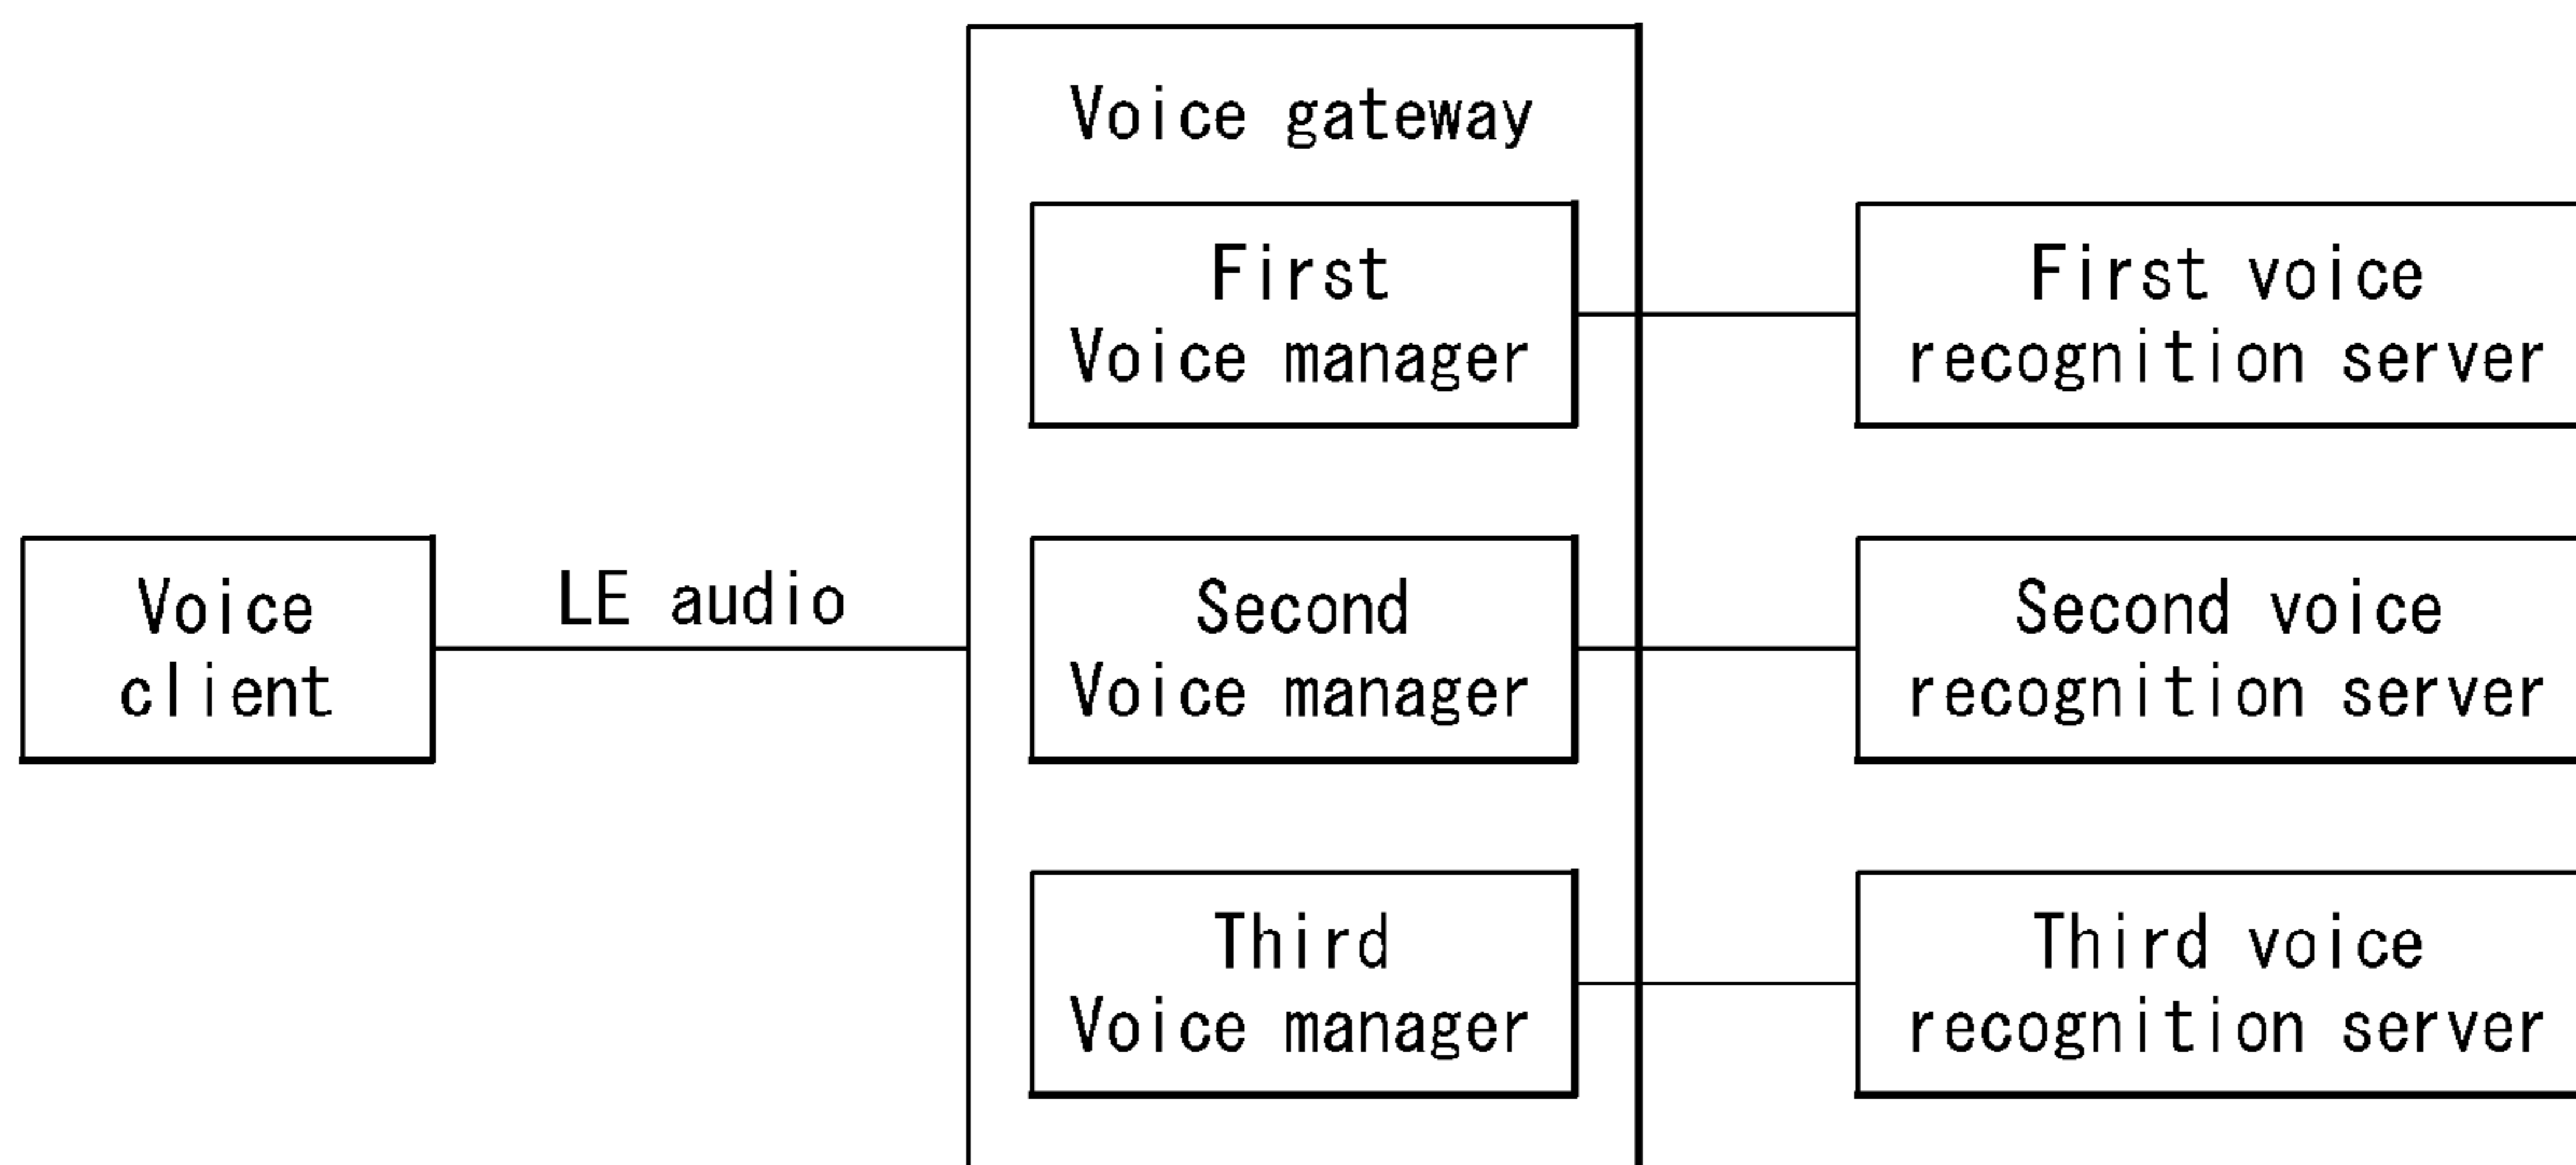 Voice gateway
First
Voice manager
First voice
recognition server
Voice
client
LE audio
Second
Voice manager
Second voice
recognition server
Third
Voice manager
Third voice
recognition server